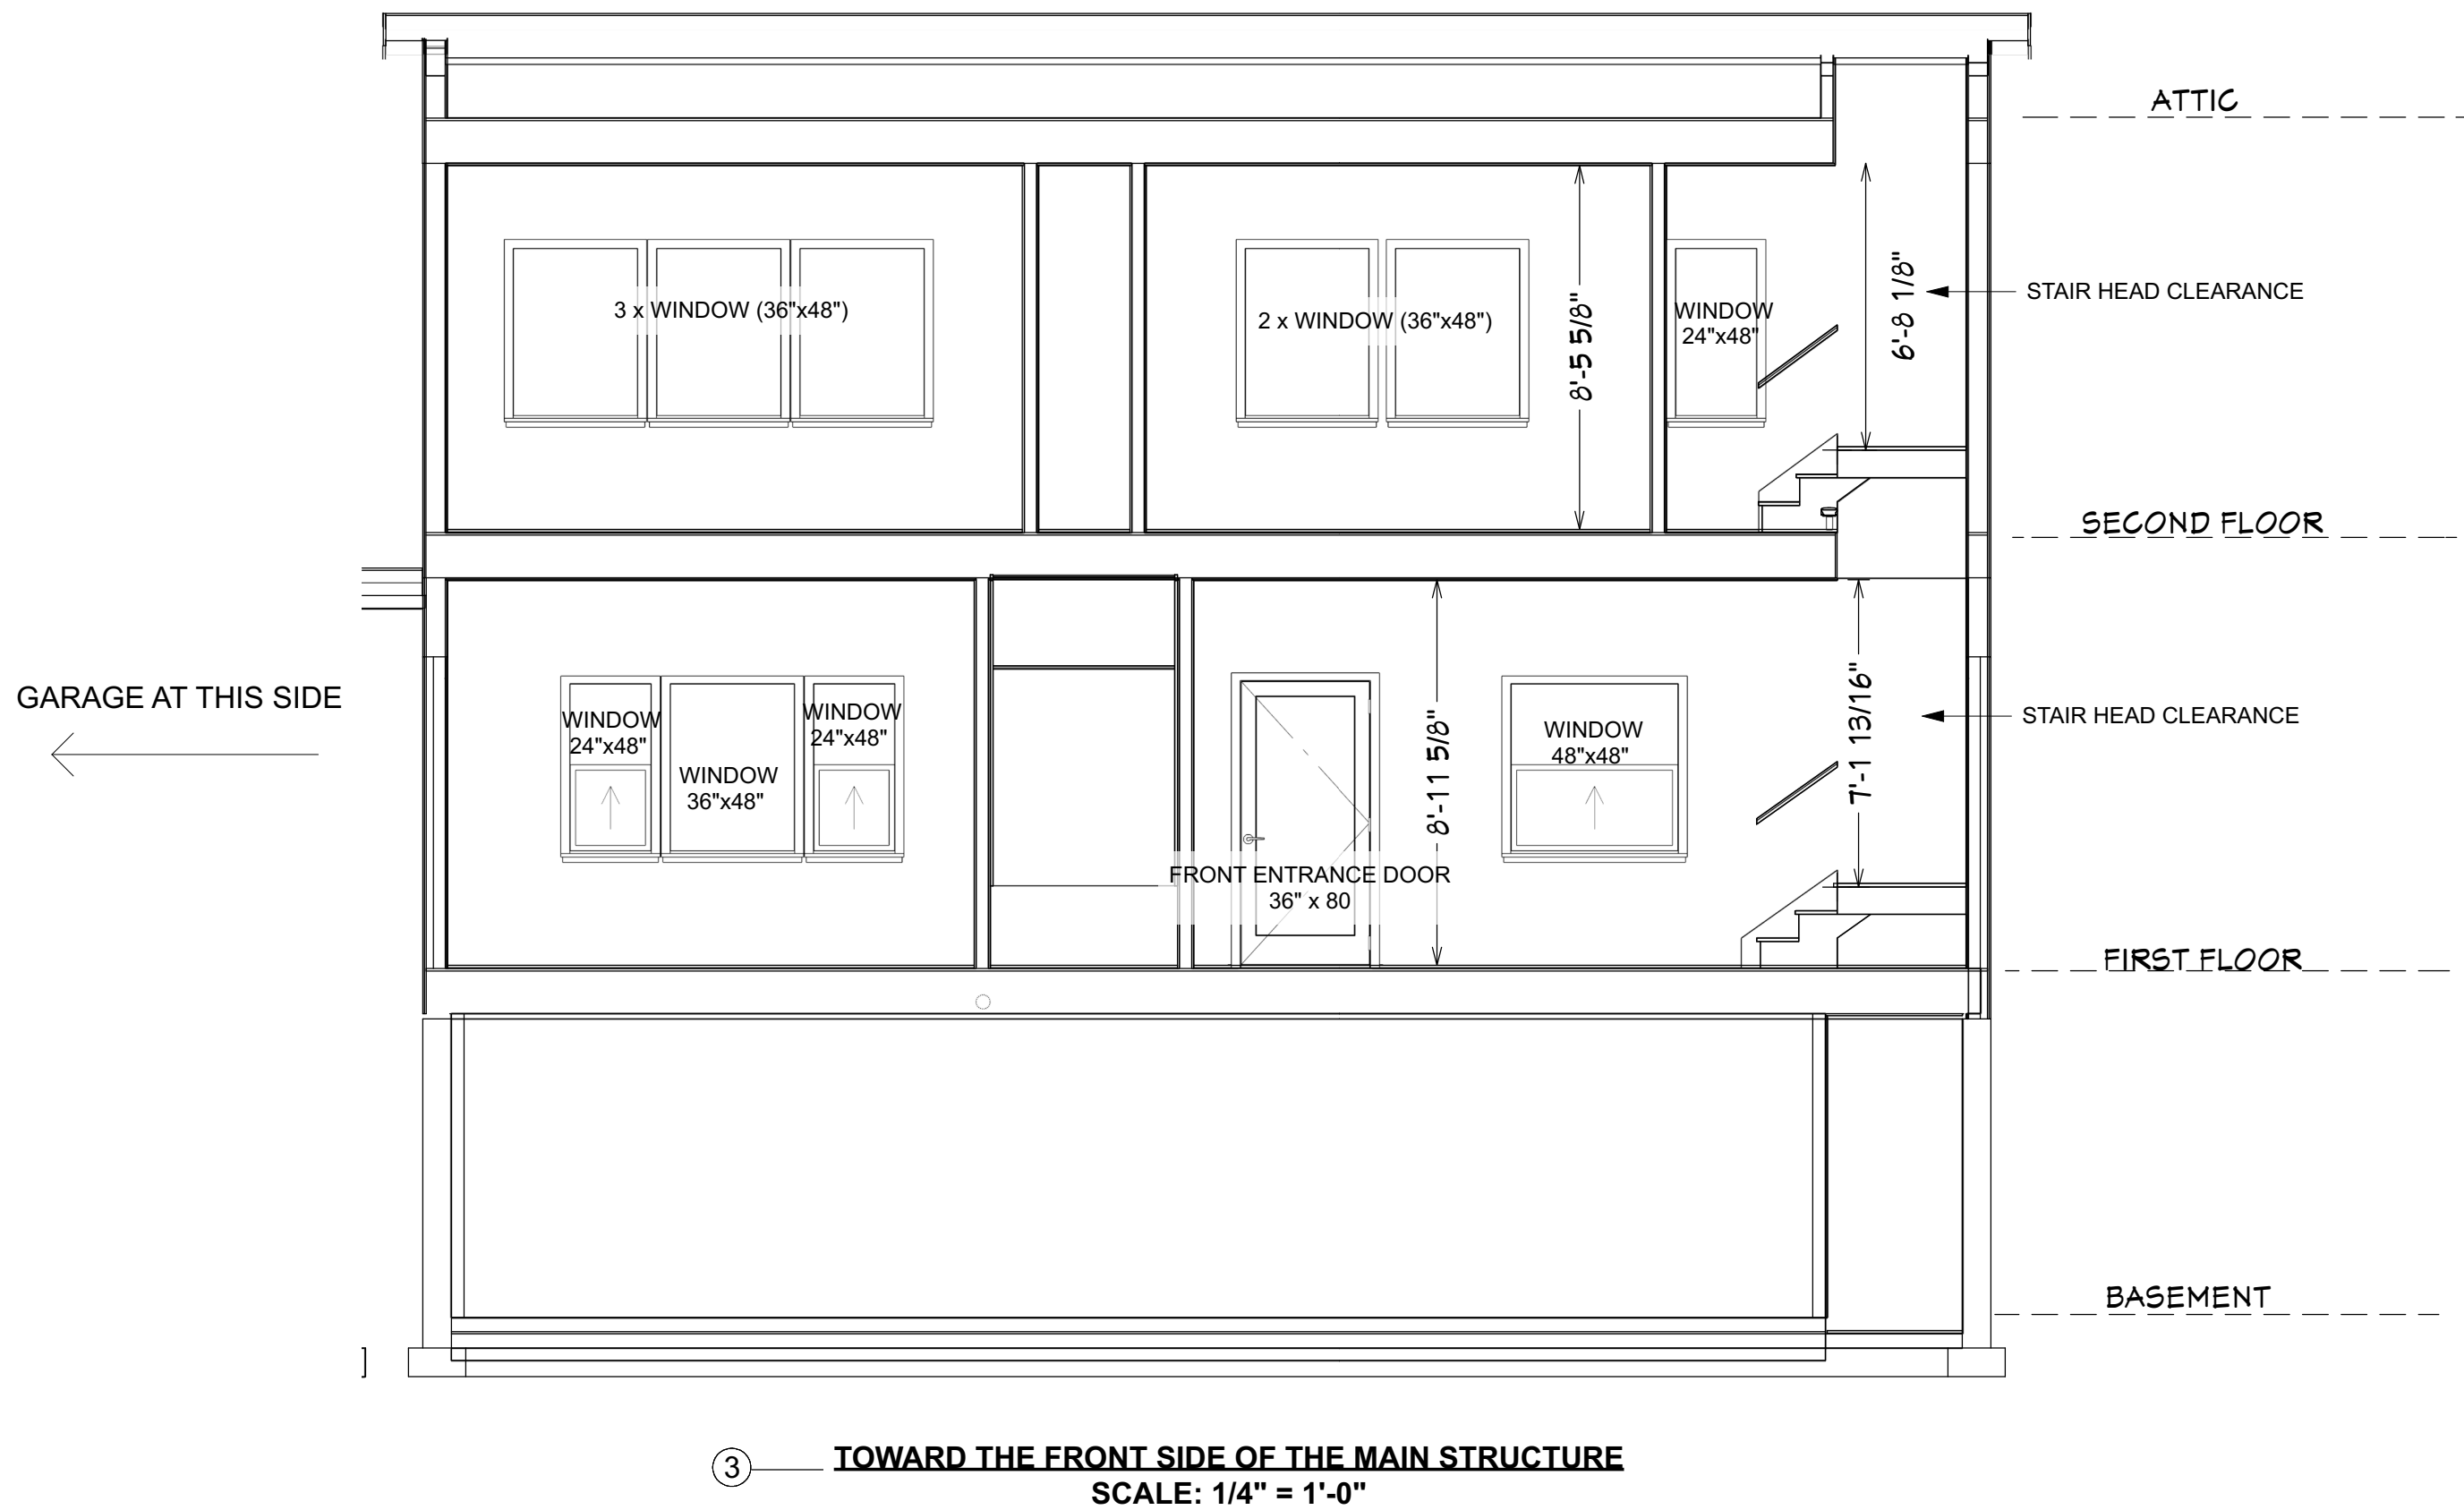 ATTIC
3 x WINDOW (36"x48")
2 x WINDOW (36"x48")
8'-5 5/8"
WINDOW
24"x48"
6'-8 1/8"
STAIR HEAD CLEARANCE
SECOND FLOOR
GARAGE AT THIS SIDE
WINDOW
24"x48"
WINDOW
36"x48"
WINDOW
24"x48"
FRONT ENTRANCE DOOR
36" x 80
8'-11 5/8"
WINDOW
48"x48"
7'-1 13/16"
STAIR HEAD CLEARANCE
FIRST FLOOR
BASEMENT
3
TOWARD THE FRONT SIDE OF THE MAIN STRUCTURE
SCALE: 1/4" = 1'-0"